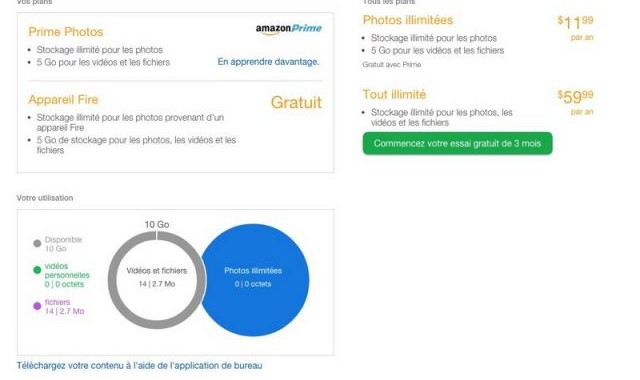 Vos plans
Prime Photos
amazonPrime
• Stockage illimité pour les photos
• 5 Go pour les vidéos et les fichiers
En apprendre davantage.
Appareil Fire
Gratuit
• Stockage illimité pour les photos provenant d'un
appareil Fire
• 5 Go de stockage pour les photos, les vidéos et les
fichiers
Tous les plans
Photos illimitées
$11⁹⁹
par an
• Stockage illimité pour les photos
• 5 Go pour les vidéos et les fichiers
Gratuit avec Prime
Tout illimité
$59⁹⁹
par an
• Stockage illimité pour les photos, les
vidéos et les fichiers
Commencez votre essai gratuit de 3 mois
Votre utilisation
Disponible
10 Go
vidéos
personnelles
0 | 0 octets
fichiers
14 | 2.7 Mo
10 Go
Vidéos et fichiers
14 | 2.7 Mo
Photos illimitées
0 | 0 octets
Téléchargez votre contenu à l'aide de l'application de bureau